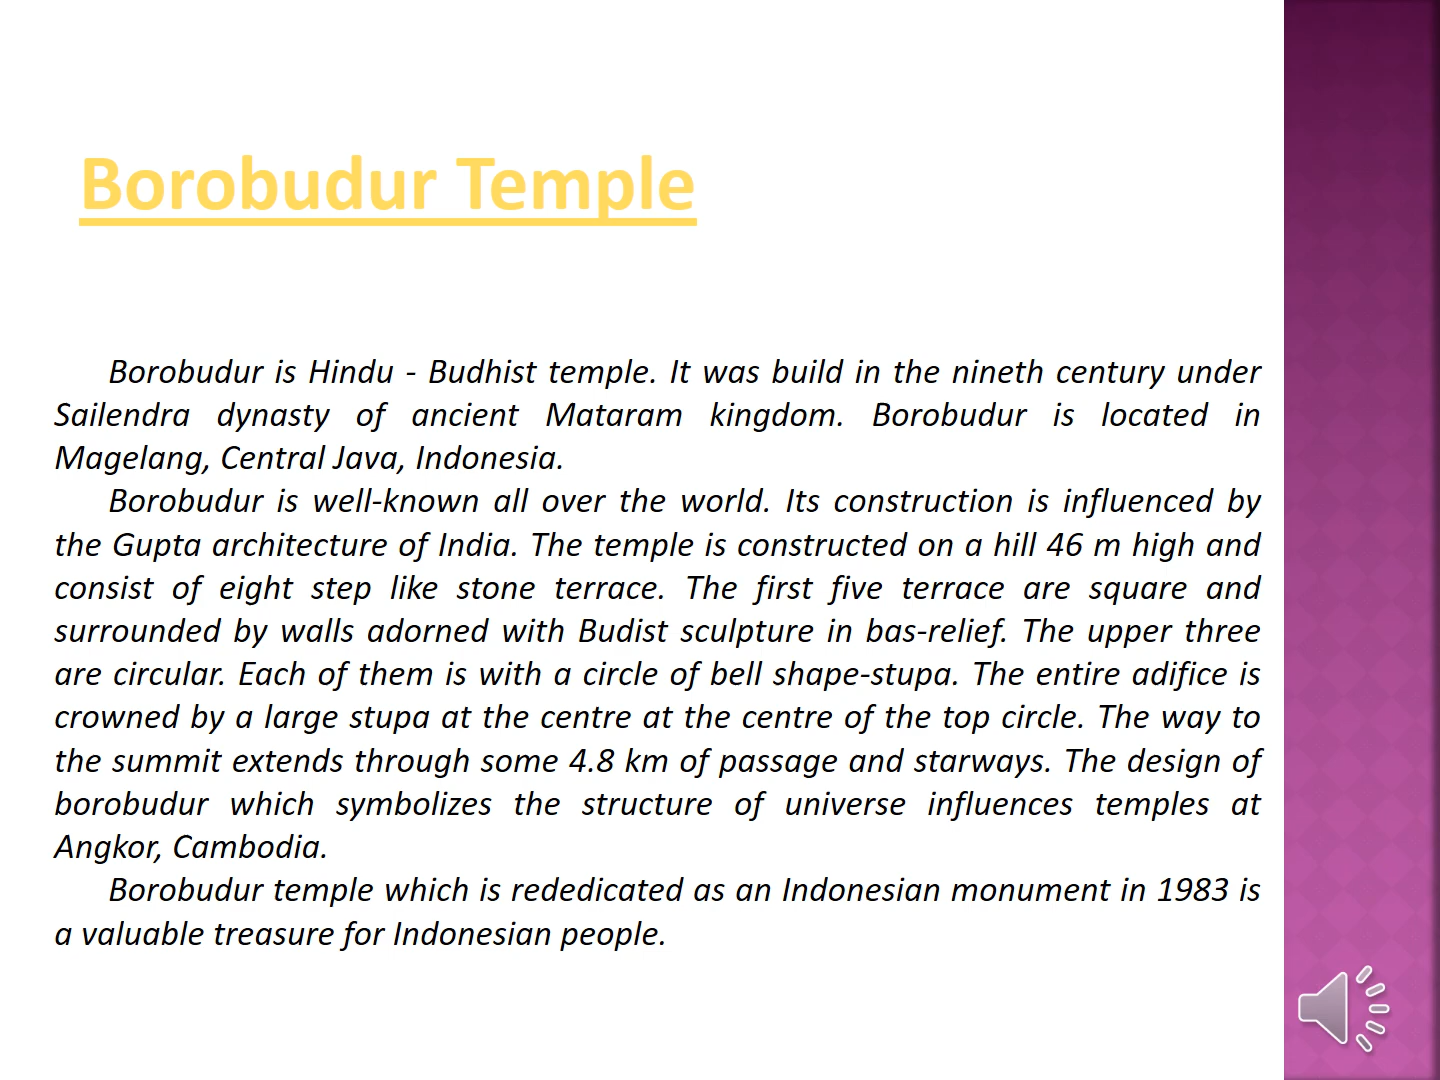 Borobudur Temple
Borobudur is Hindu - Budhist temple. It was build in the nineth century under
Sailendra dynasty of ancient Mataram kingdom. Borobudur is located in
Magelang, Central Java, Indonesia.
Borobudur is well-known all over the world. Its construction is influenced by
the Gupta architecture of India. The temple is constructed on a hill 46 m high and
consist of eight step like stone terrace. The first five terrace are square and
surrounded by walls adorned with Budist sculpture in bas-relief. The upper three
are circular. Each of them is with a circle of bell shape-stupa. The entire adifice is
crowned by a large stupa at the centre at the centre of the top circle. The way to
the summit extends through some 4.8 km of passage and starways. The design of
borobudur which symbolizes the structure of universe influences temples at
Angkor, Cambodia.
Borobudur temple which is rededicated as an Indonesian monument in 1983 is
a valuable treasure for Indonesian people.